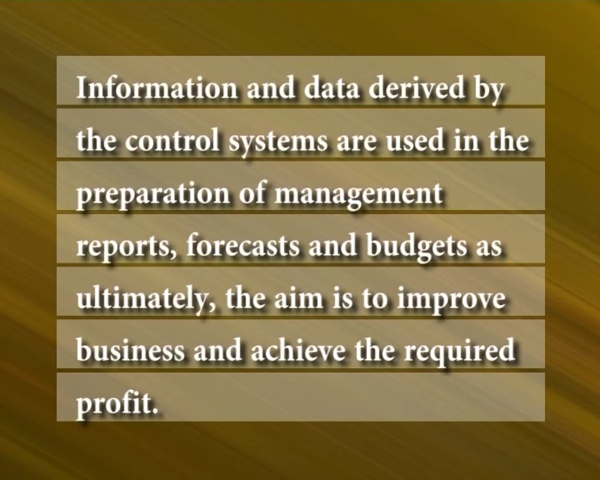 Information and data derived by
the control systems are used in the
preparation of management
reports, forecasts and budgets as
ultimately, the aim is to improve
business and achieve the required
profit.